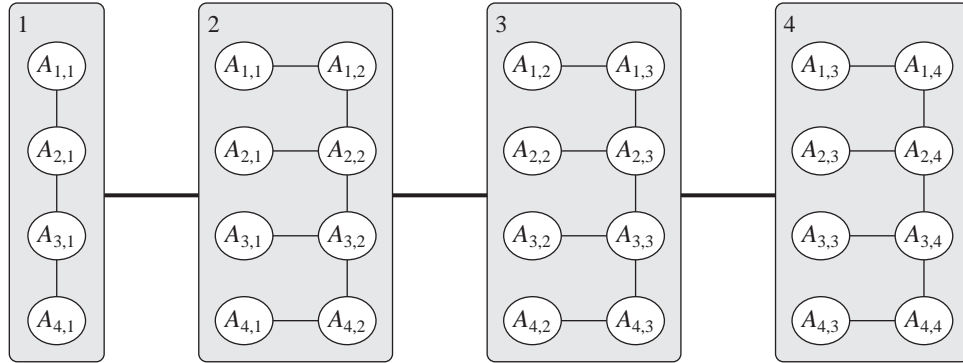 1 2 3 4
A1,1 A1,1 A1,2 A1,2 A1,3 A1,3 A1,4
A2,1 A2,1 A2,2 A2,2 A2,3 A2,3 A2,4
A3,1 A3,1 A3,2 A3,2 A3,3 A3,3 A3,4
A4,1 A4,1 A4,2 A4,2 A4,3 A4,3 A4,4